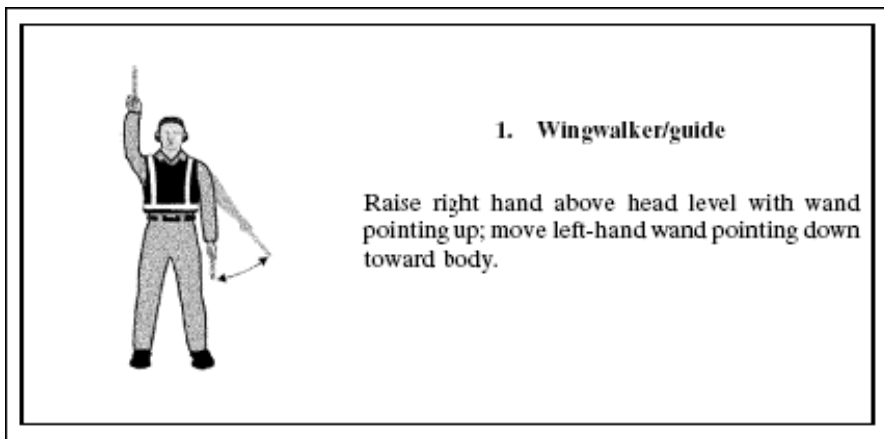 1. Wingwalker/guide
Raise right hand above head level with wand
pointing up; move left-hand wand pointing down
toward body.